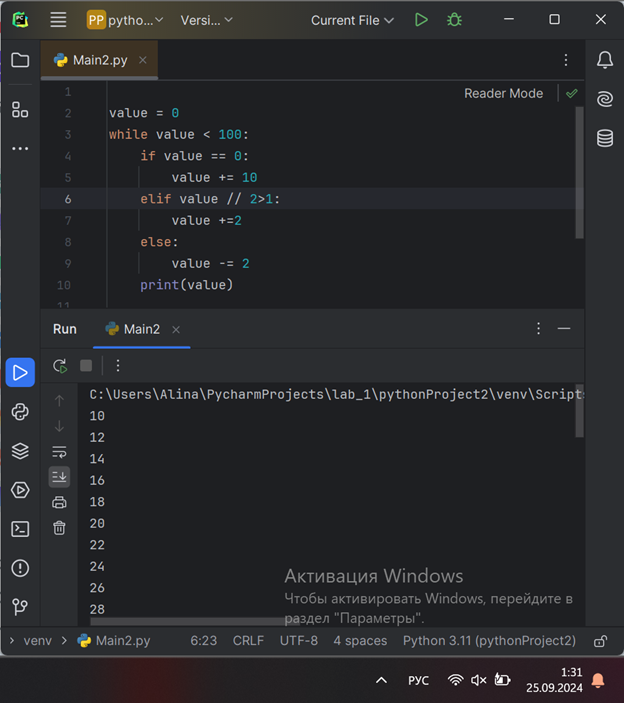 PC
PP pytho...
Versi...
Current File
Main2.py
Reader Mode
1
2 value = 0
3 while value < 100:
4 if value == 0:
5 value += 10
6 elif value // 2>1:
7 value +=2
8 else:
9 value -= 2
10 print(value)
11
Run Main2
C:\Users\Alina\PycharmProjects\lab_1\pythonProject2\venv\Script
10
12
14
16
18
20
22
24
26
28
Активация Windows
Чтобы активировать Windows, перейдите в
раздел "Параметры".
venv Main2.py 6:23 CRLF UTF-8 4 spaces Python 3.11 (pythonProject2)
РУС
1:31
25.09.2024